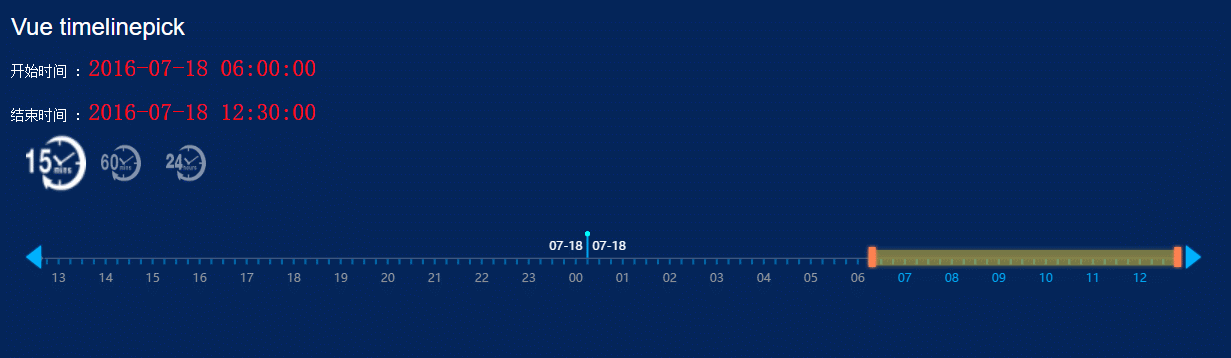 Vue timelinepick
开始时间 ：2016-07-18 06:00:00
结束时间 ：2016-07-18 12:30:00
15 mins 60 mins 24 hours
07-18 07-18
13 14 15 16 17 18 19 20 21 22 23 00 01 02 03 04 05 06 07 08 09 10 11 12